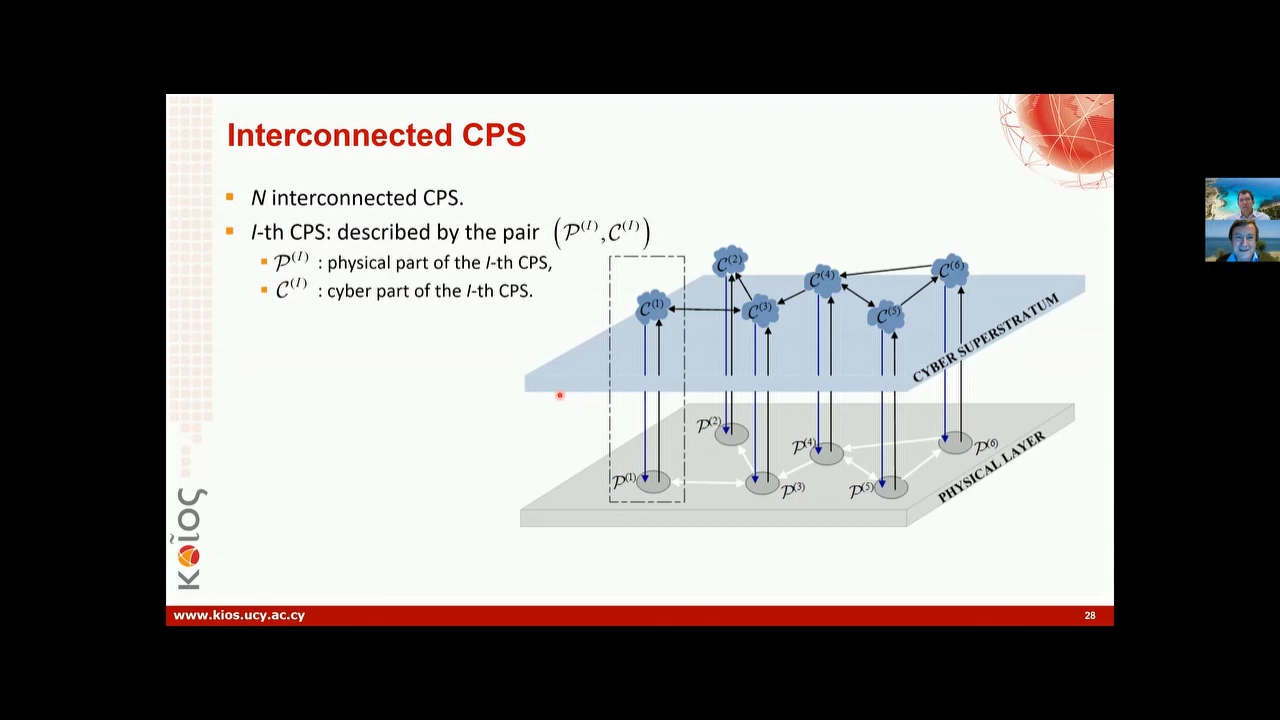 Interconnected CPS
N interconnected CPS.
I-th CPS: described by the pair (𝒫^(I), 𝒞^(I))
𝒫^(I) : physical part of the I-th CPS,
𝒞^(I) : cyber part of the I-th CPS.
𝒞^(2)
𝒞^(4)
𝒞^(6)
𝒞^(1)
𝒞^(3)
𝒞^(5)
CYBER SUPERSTRATUM
𝒫^(2)
𝒫^(4)
𝒫^(6)
𝒫^(1)
𝒫^(3)
𝒫^(5)
PHYSICAL LAYER
κοῖος
www.kios.ucy.ac.cy
28